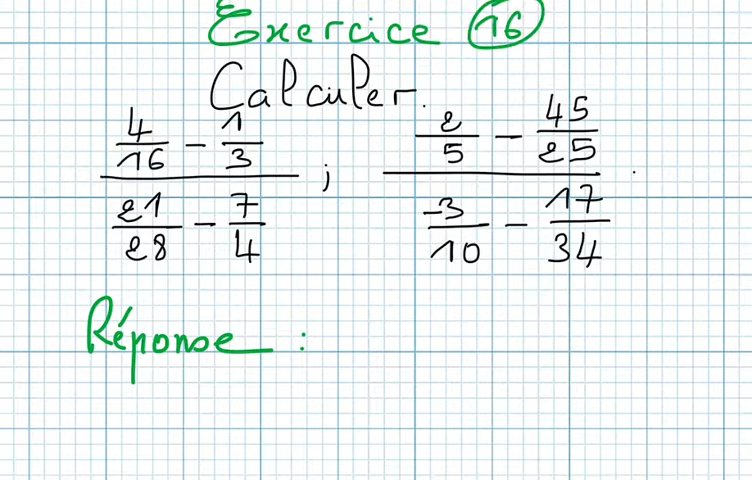 Exercice 16
Calculer.
4/16 - 1/3 2/5 - 45/25
; .
21/28 - 7/4 -3/10 - 17/34
Réponse :